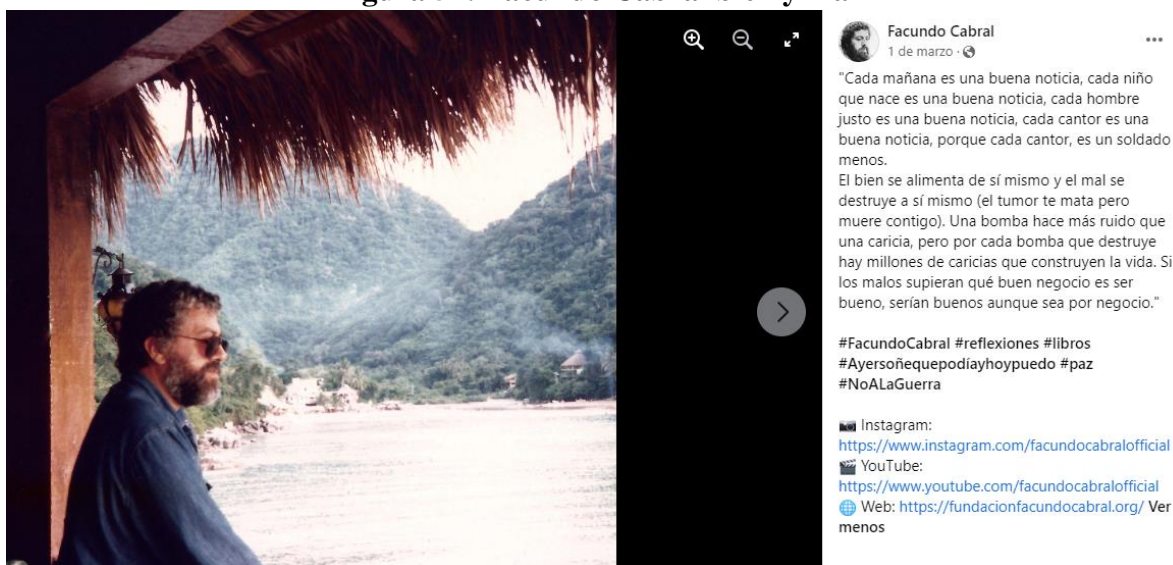 Facundo Cabral
1 de marzo ·
"Cada mañana es una buena noticia, cada niño
que nace es una buena noticia, cada hombre
justo es una buena noticia, cada cantor es una
buena noticia, porque cada cantor, es un soldado
menos.
El bien se alimenta de sí mismo y el mal se
destruye a sí mismo (el tumor te mata pero
muere contigo). Una bomba hace más ruido que
una caricia, pero por cada bomba que destruye
hay millones de caricias que construyen la vida. Si
los malos supieran qué buen negocio es ser
bueno, serían buenos aunque sea por negocio."
#FacundoCabral #reflexiones #libros
#Ayersoñequepodíayhoypuedo #paz
#NoALaGuerra
Instagram:
https://www.instagram.com/facundocabralofficial
YouTube:
https://www.youtube.com/facundocabralofficial
Web: https://fundacionfacundocabral.org/ Ver
menos